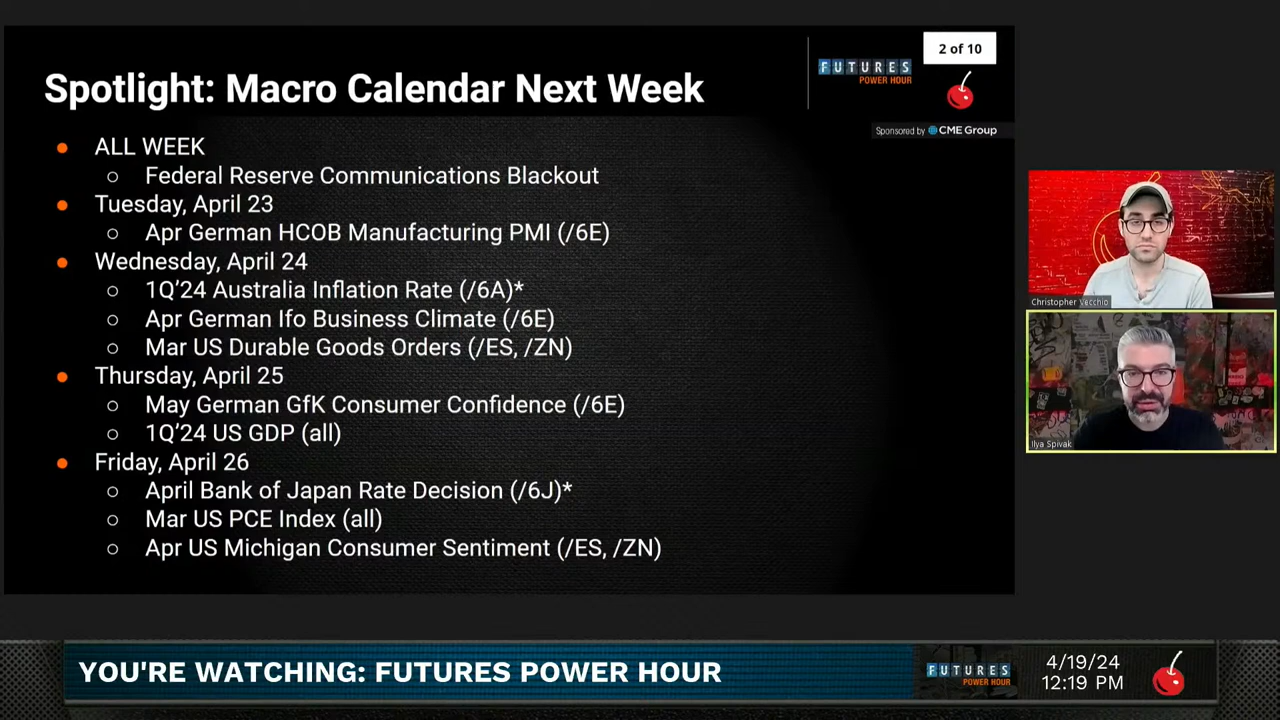 Spotlight: Macro Calendar Next Week
FUTURES
POWER HOUR
2 of 10
Sponsored by CME Group
ALL WEEK
Federal Reserve Communications Blackout
Tuesday, April 23
Apr German HCOB Manufacturing PMI (/6E)
Wednesday, April 24
1Q’24 Australia Inflation Rate (/6A)*
Apr German Ifo Business Climate (/6E)
Mar US Durable Goods Orders (/ES, /ZN)
Thursday, April 25
May German GfK Consumer Confidence (/6E)
1Q’24 US GDP (all)
Friday, April 26
April Bank of Japan Rate Decision (/6J)*
Mar US PCE Index (all)
Apr US Michigan Consumer Sentiment (/ES, /ZN)
Christopher Vecchio
Ilya Spivak
YOU'RE WATCHING: FUTURES POWER HOUR
FUTURES
POWER HOUR
4/19/24
12:19 PM